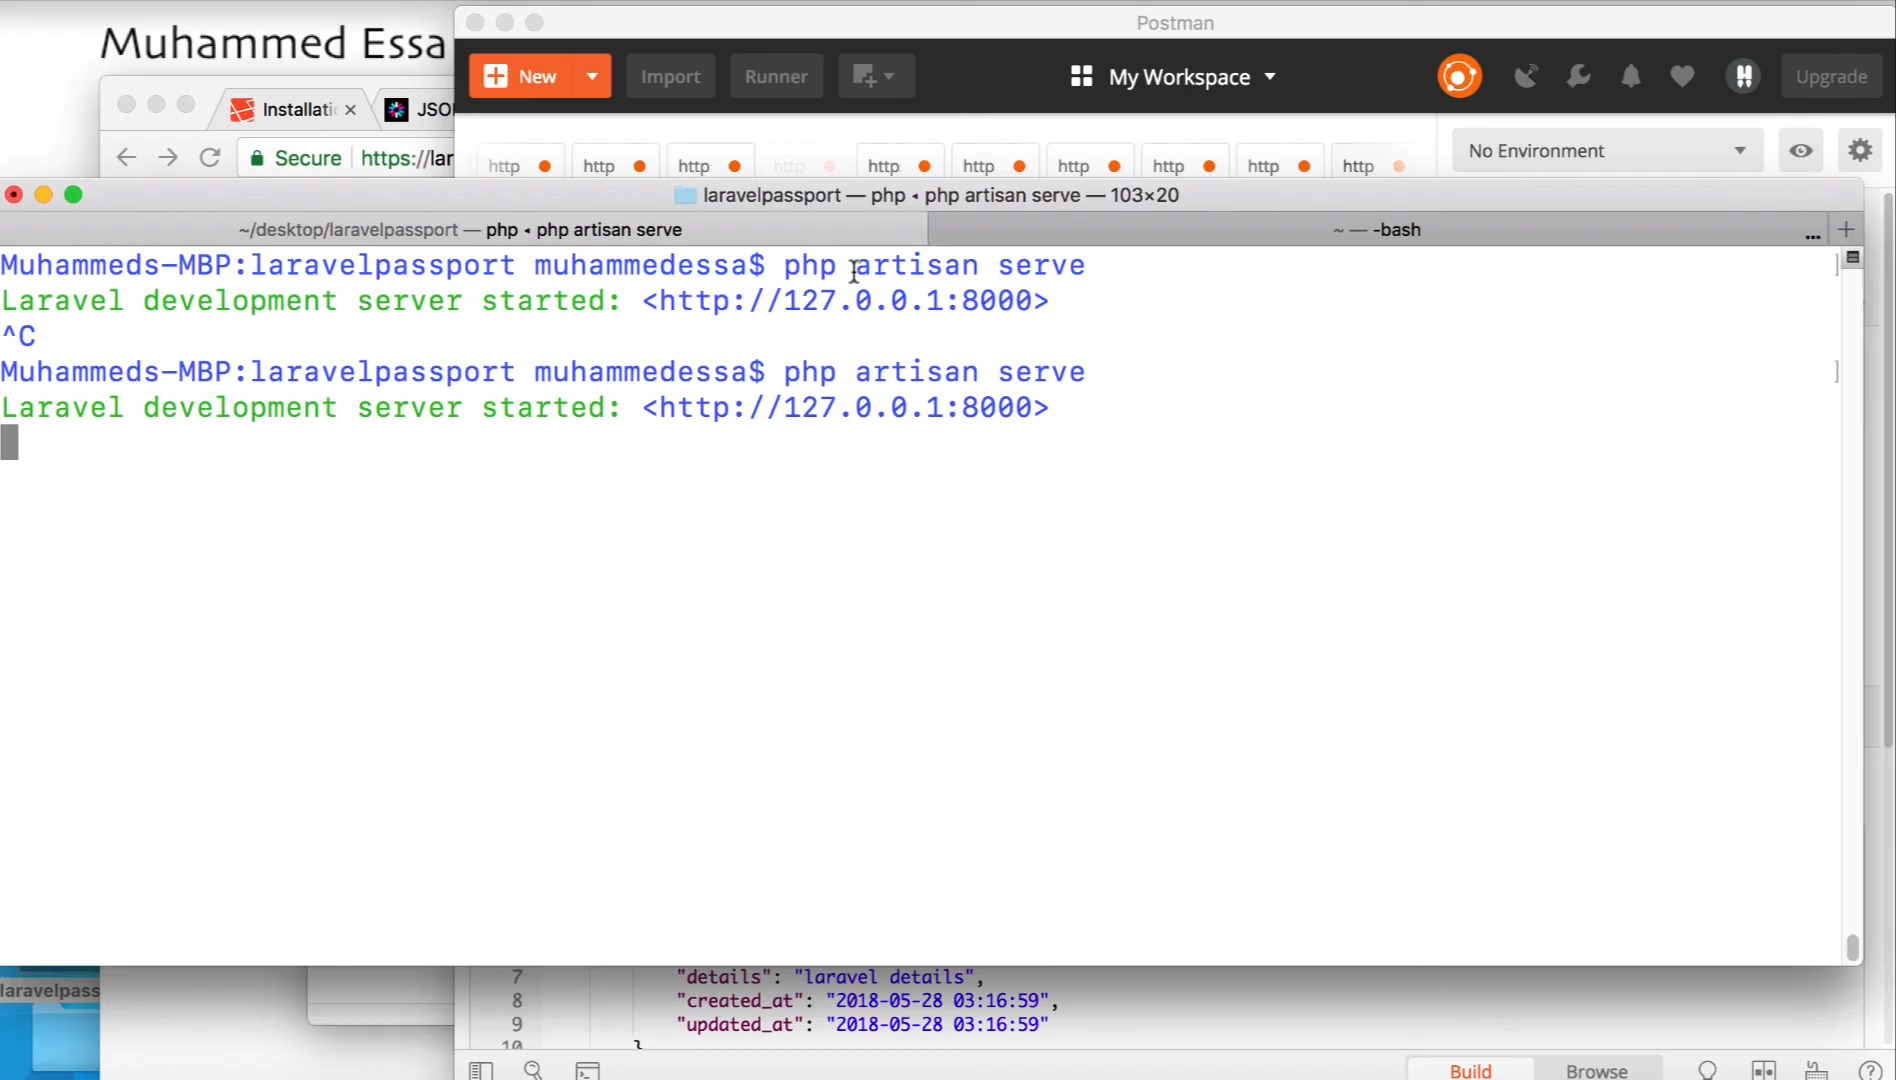 Muhammed Essa
Postman
New
Import
Runner
My Workspace
Upgrade
Installatio
JSO
Secure
https://lar
http
http
http
http
http
http
http
http
http
http
No Environment
laravelpassport — php ◂ php artisan serve — 103×20
~/desktop/laravelpassport — php ◂ php artisan serve
~ — -bash
...
Muhammeds-MBP:laravelpassport muhammedessa$ php artisan serve
Laravel development server started: <http://127.0.0.1:8000>
^C
Muhammeds-MBP:laravelpassport muhammedessa$ php artisan serve
Laravel development server started: <http://127.0.0.1:8000>
7 "details": "laravel details",
8 "created_at": "2018-05-28 03:16:59",
9 "updated_at": "2018-05-28 03:16:59"
10 }
laravelpass
Build
Browse